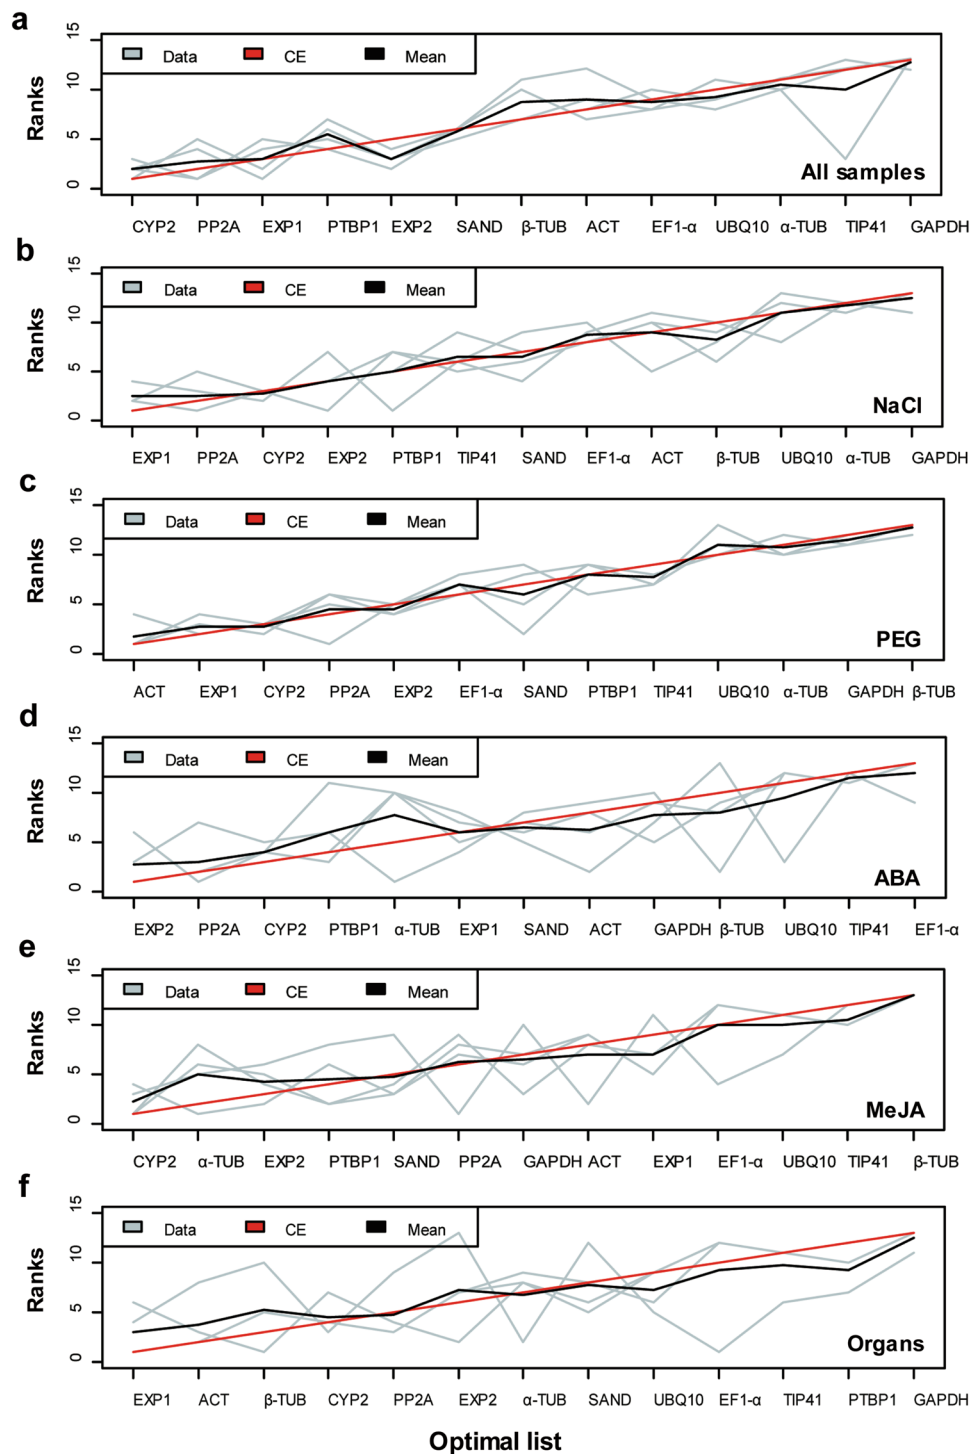 a
15
10
5
0
Ranks
Data CE Mean
All samples
CYP2 PP2A EXP1 PTBP1 EXP2 SAND β-TUB ACT EF1-α UBQ10 α-TUB TIP41 GAPDH
b
15
10
5
0
Ranks
Data CE Mean
NaCl
EXP1 PP2A CYP2 EXP2 PTBP1 TIP41 SAND EF1-α ACT β-TUB UBQ10 α-TUB GAPDH
c
15
10
5
0
Ranks
Data CE Mean
PEG
ACT EXP1 CYP2 PP2A EXP2 EF1-α SAND PTBP1 TIP41 UBQ10 α-TUB GAPDH β-TUB
d
15
10
5
0
Ranks
Data CE Mean
ABA
EXP2 PP2A CYP2 PTBP1 α-TUB EXP1 SAND ACT GAPDH β-TUB UBQ10 TIP41 EF1-α
e
15
10
5
0
Ranks
Data CE Mean
MeJA
CYP2 α-TUB EXP2 PTBP1 SAND PP2A GAPDH ACT EXP1 EF1-α UBQ10 TIP41 β-TUB
f
15
10
5
0
Ranks
Data CE Mean
Organs
EXP1 ACT β-TUB CYP2 PP2A EXP2 α-TUB SAND UBQ10 EF1-α TIP41 PTBP1 GAPDH
Optimal list